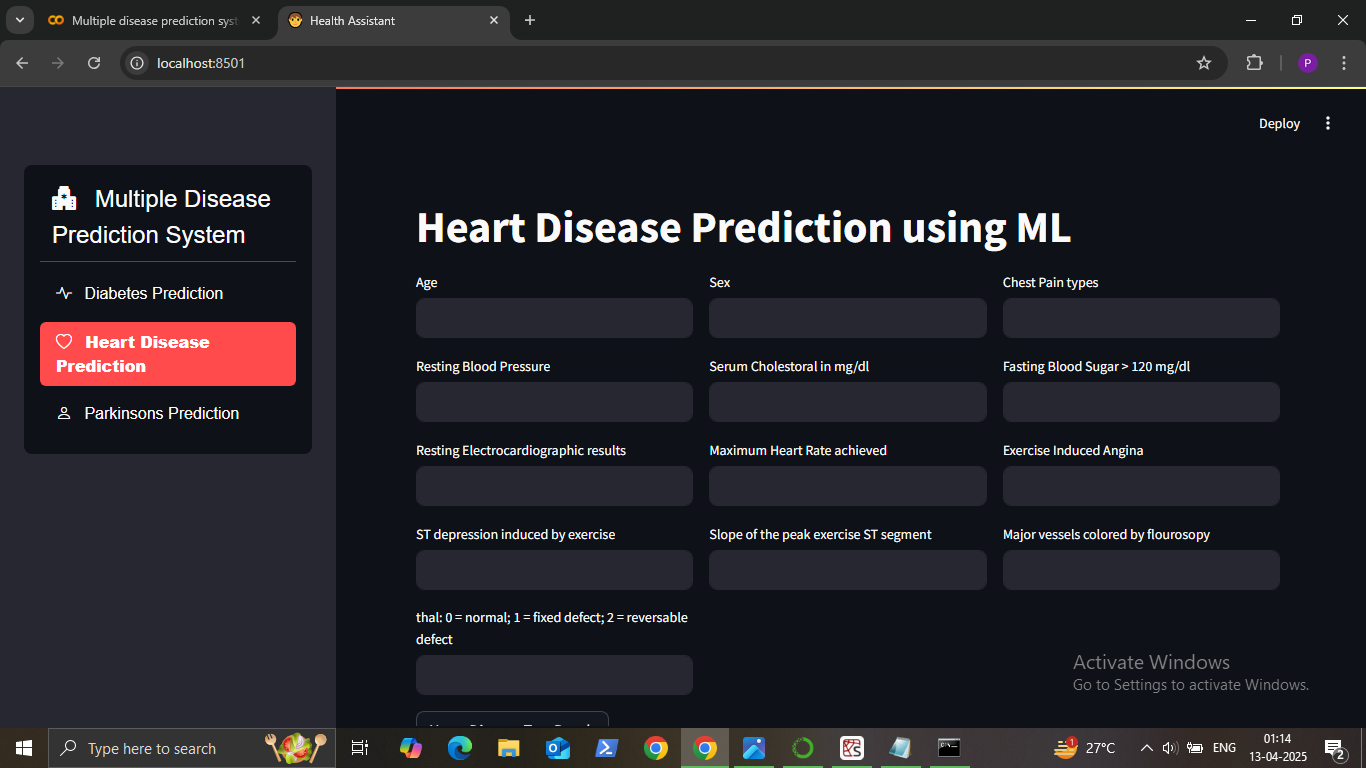 Multiple disease prediction syst
Health Assistant
localhost:8501
P
Deploy
Multiple Disease
Prediction System
Diabetes Prediction
Heart Disease
Prediction
Parkinsons Prediction
Heart Disease Prediction using ML
Age
Sex
Chest Pain types
Resting Blood Pressure
Serum Cholestoral in mg/dl
Fasting Blood Sugar > 120 mg/dl
Resting Electrocardiographic results
Maximum Heart Rate achieved
Exercise Induced Angina
ST depression induced by exercise
Slope of the peak exercise ST segment
Major vessels colored by flourosopy
thal: 0 = normal; 1 = fixed defect; 2 = reversable
defect
Activate Windows
Go to Settings to activate Windows.
Type here to search
1
27°C
ENG
01:14
13-04-2025
2